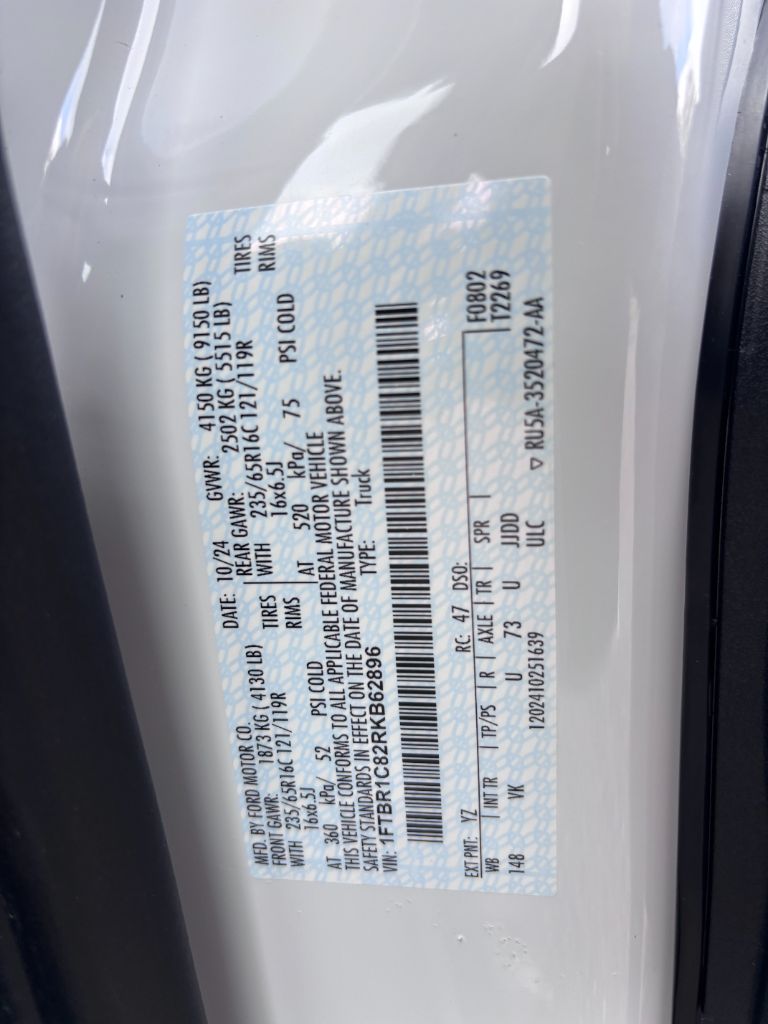 MFD. BY FORD MOTOR CO. DATE: 10/24 GVWR: 4150 KG ( 9150 LB)
FRONT GAWR: 1873 KG ( 4130 LB) REAR GAWR: 2502 KG ( 5515 LB)
WITH 235/65R16C 121/119R TIRES WITH 235/65R16C 121/119R TIRES
16x6.5J RIMS 16x6.5J RIMS
AT 360 kPa/ 52 PSI COLD AT 520 kPa/ 75 PSI COLD
THIS VEHICLE CONFORMS TO ALL APPLICABLE FEDERAL MOTOR VEHICLE
SAFETY STANDARDS IN EFFECT ON THE DATE OF MANUFACTURE SHOWN ABOVE.
VIN: 1FTBR1C82RKB62896 TYPE: Truck
EXT PNT: YZ RC: 47 DSO: F0802
WB INT TR TP/PS R AXLE TR SPR T2269
148 VK U 73 U JJDD
1202410251639 ULC ▽ RU5A-3520472-AA